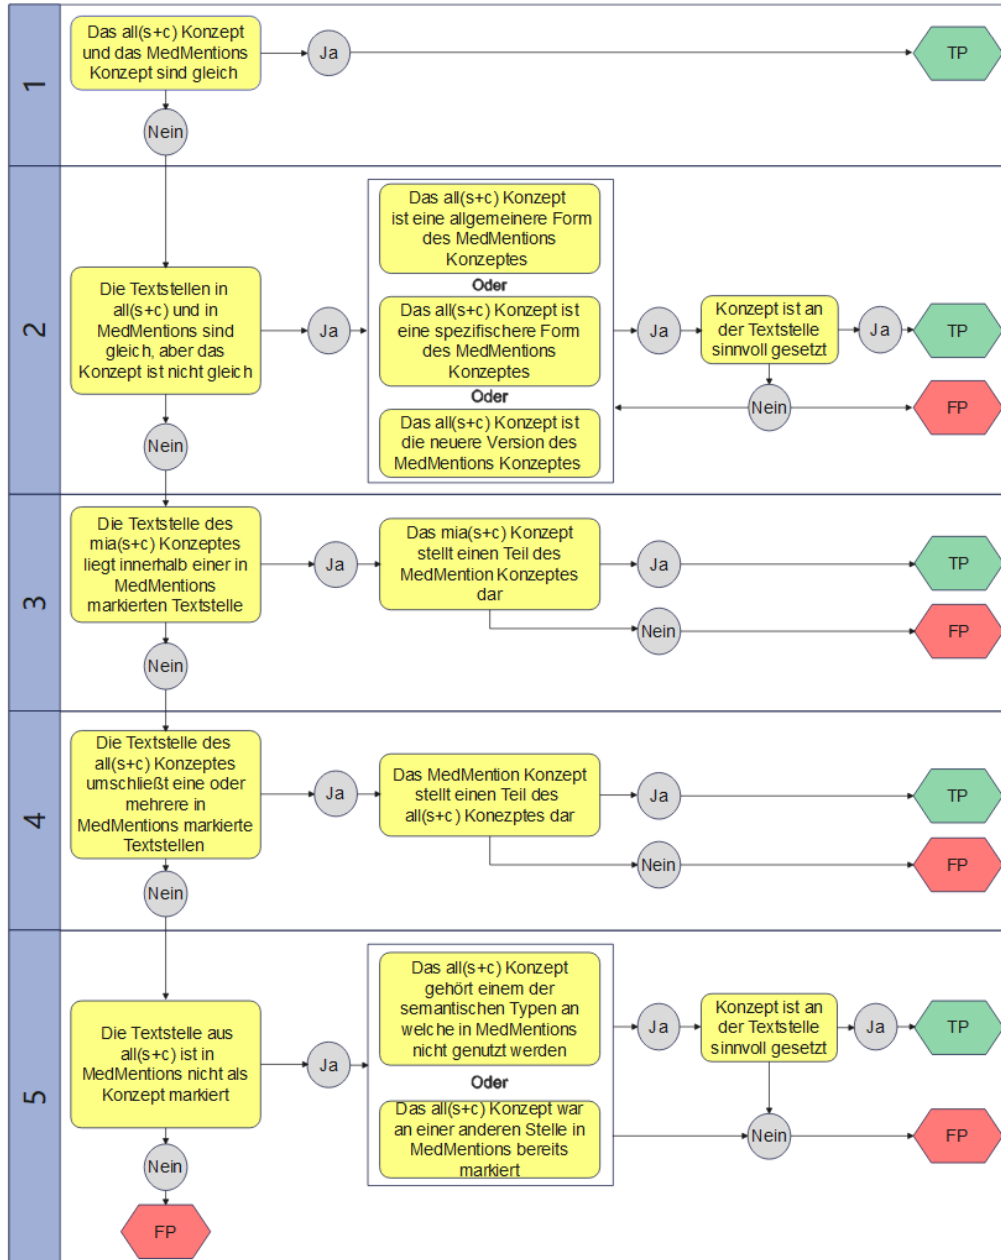 1
Das all(s+c) Konzept
und das MedMentions
Konzept sind gleich
Ja
TP
Nein
2
Die Textstellen in
all(s+c) und in
MedMentions sind
gleich, aber das
Konzept ist nicht gleich
Ja
Das all(s+c) Konzept
ist eine allgemeinere Form
des MedMentions
Konzeptes
Oder
Das all(s+c) Konzept ist
eine spezifischere Form
des MedMentions
Konzeptes
Oder
Das all(s+c) Konzept ist
die neuere Version des
MedMentions Konzeptes
Ja
Konzept ist an
der Textstelle
sinnvoll gesetzt
Ja
TP
Nein
FP
Nein
3
Die Textstelle des
mia(s+c) Konzeptes
liegt innerhalb einer in
MedMentions
markierten Textstelle
Ja
Das mia(s+c) Konzept
stellt einen Teil des
MedMention Konzeptes
dar
Ja
TP
Nein
FP
Nein
4
Die Textstelle des
all(s+c) Konzeptes
umschließt eine oder
mehrere in
MedMentions markierte
Textstellen
Ja
Das MedMention Konzept
stellt einen Teil des
all(s+c) Konezptes dar
Ja
TP
Nein
FP
Nein
5
Die Textstelle aus
all(s+c) ist in
MedMentions nicht als
Konzept markiert
Ja
Das all(s+c) Konzept
gehört einem der
semantischen Typen an
welche in MedMentions
nicht genutzt werden
Oder
Das all(s+c) Konzept war
an einer anderen Stelle in
MedMentions bereits
markiert
Ja
Konzept ist an
der Textstelle
sinnvoll gesetzt
Ja
TP
Nein
FP
Nein
FP